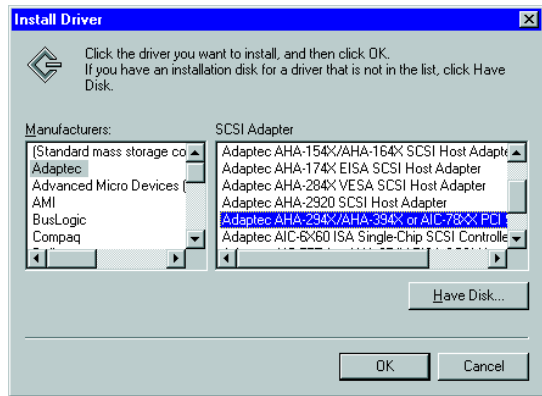 Install Driver
Click the driver you want to install, and then click OK.
If you have an installation disk for a driver that is not in the list, click Have
Disk.
Manufacturers:
(Standard mass storage co
Adaptec
Advanced Micro Devices (
AMI
BusLogic
Compaq
SCSI Adapter
Adaptec AHA-154X/AHA-164X SCSI Host Adapte
Adaptec AHA-174X EISA SCSI Host Adapter
Adaptec AHA-284X VESA SCSI Host Adapter
Adaptec AHA-2920 SCSI Host Adapter
Adaptec AHA-294X/AHA-394X or AIC-78XX PCI
Adaptec AIC-6X60 ISA Single-Chip SCSI Controlle
Have Disk...
OK
Cancel